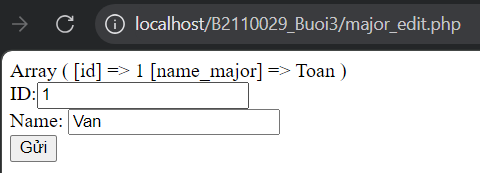 localhost/B2110029_Buoi3/major_edit.php
Array ( [id] => 1 [name_major] => Toan )
ID: 1
Name: Van
Gửi